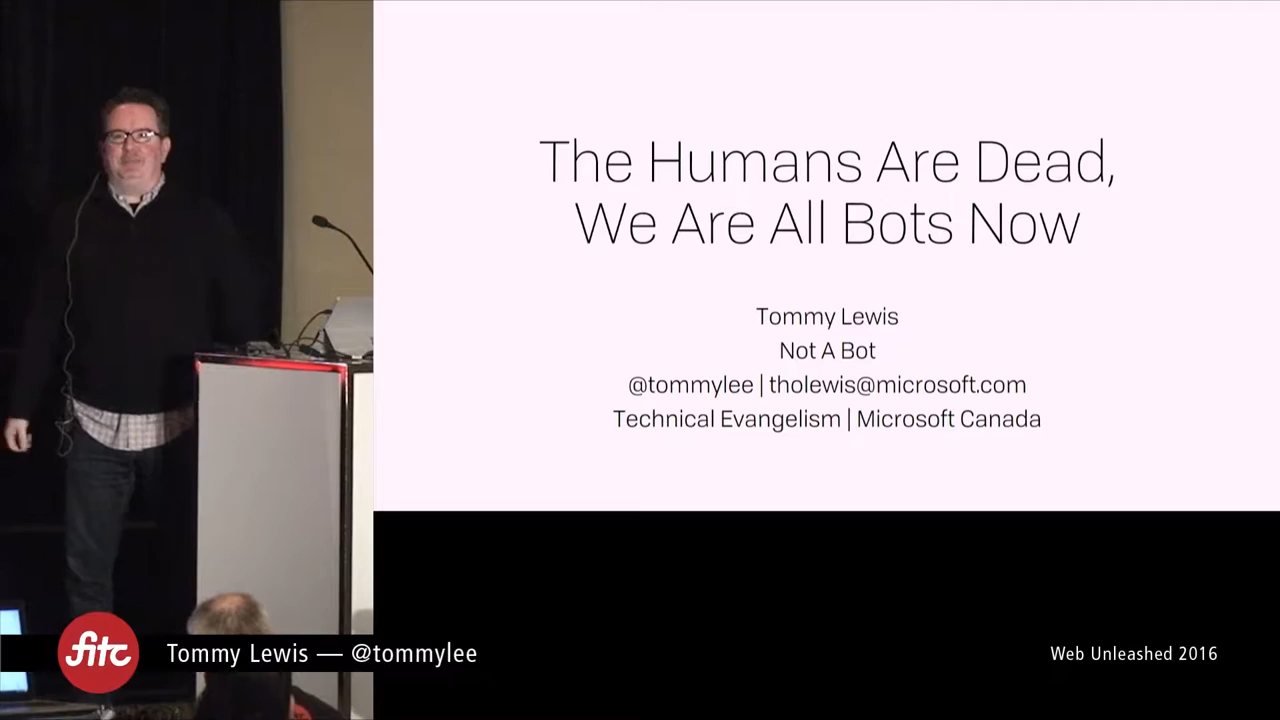 The Humans Are Dead,
We Are All Bots Now
Tommy Lewis
Not A Bot
@tommylee | tholewis@microsoft.com
Technical Evangelism | Microsoft Canada
fitc
Tommy Lewis — @tommylee
Web Unleashed 2016